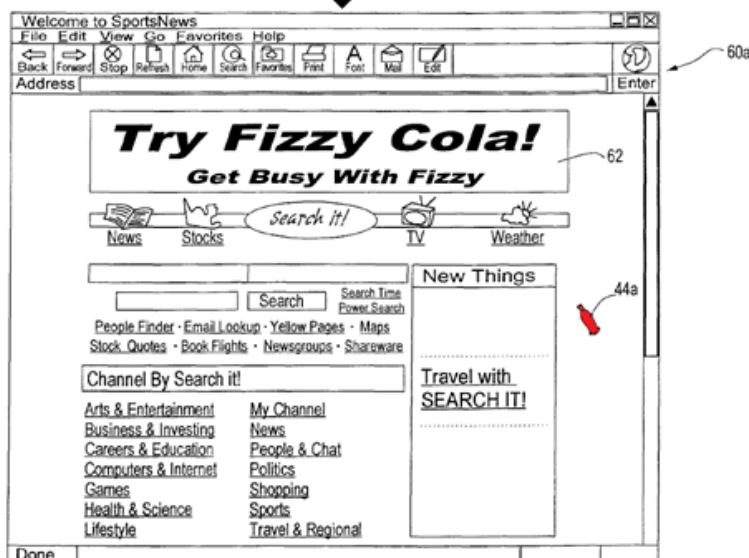 Welcome to SportsNews
File Edit View Go Favorites Help
Back Forward Stop Refresh Home Search Favorites Print Font Mail Edit
60a
Address Enter
Try Fizzy Cola!
Get Busy With Fizzy
62
Search it!
News Stocks TV Weather
New Things
Search Search Time
Power Search
44a
People Finder · Email Lookup · Yellow Pages · Maps
Stock Quotes · Book Flights · Newsgroups · Shareware
Travel with
SEARCH IT!
Channel By Search it!
Arts & Entertainment My Channel
Business & Investing News
Careers & Education People & Chat
Computers & Internet Politics
Games Shopping
Health & Science Sports
Lifestyle Travel & Regional
Done